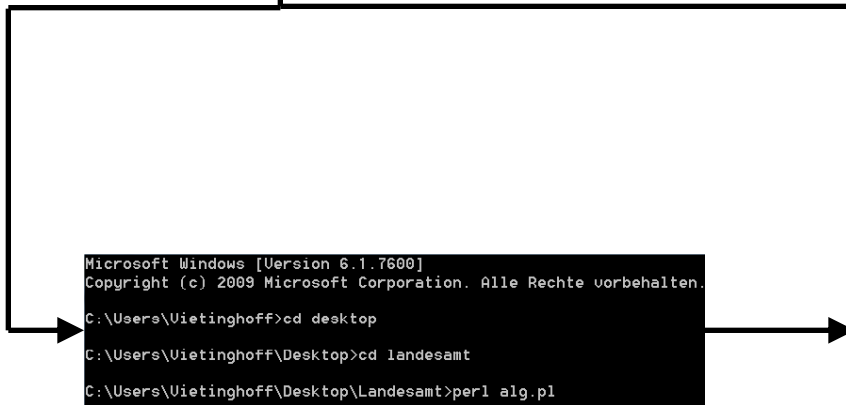 Microsoft Windows [Version 6.1.7600]
Copyright (c) 2009 Microsoft Corporation. Alle Rechte vorbehalten.
C:\Users\Vietinghoff>cd desktop
C:\Users\Vietinghoff\Desktop>cd landesamt
C:\Users\Vietinghoff\Desktop\Landesamt>perl alg.pl